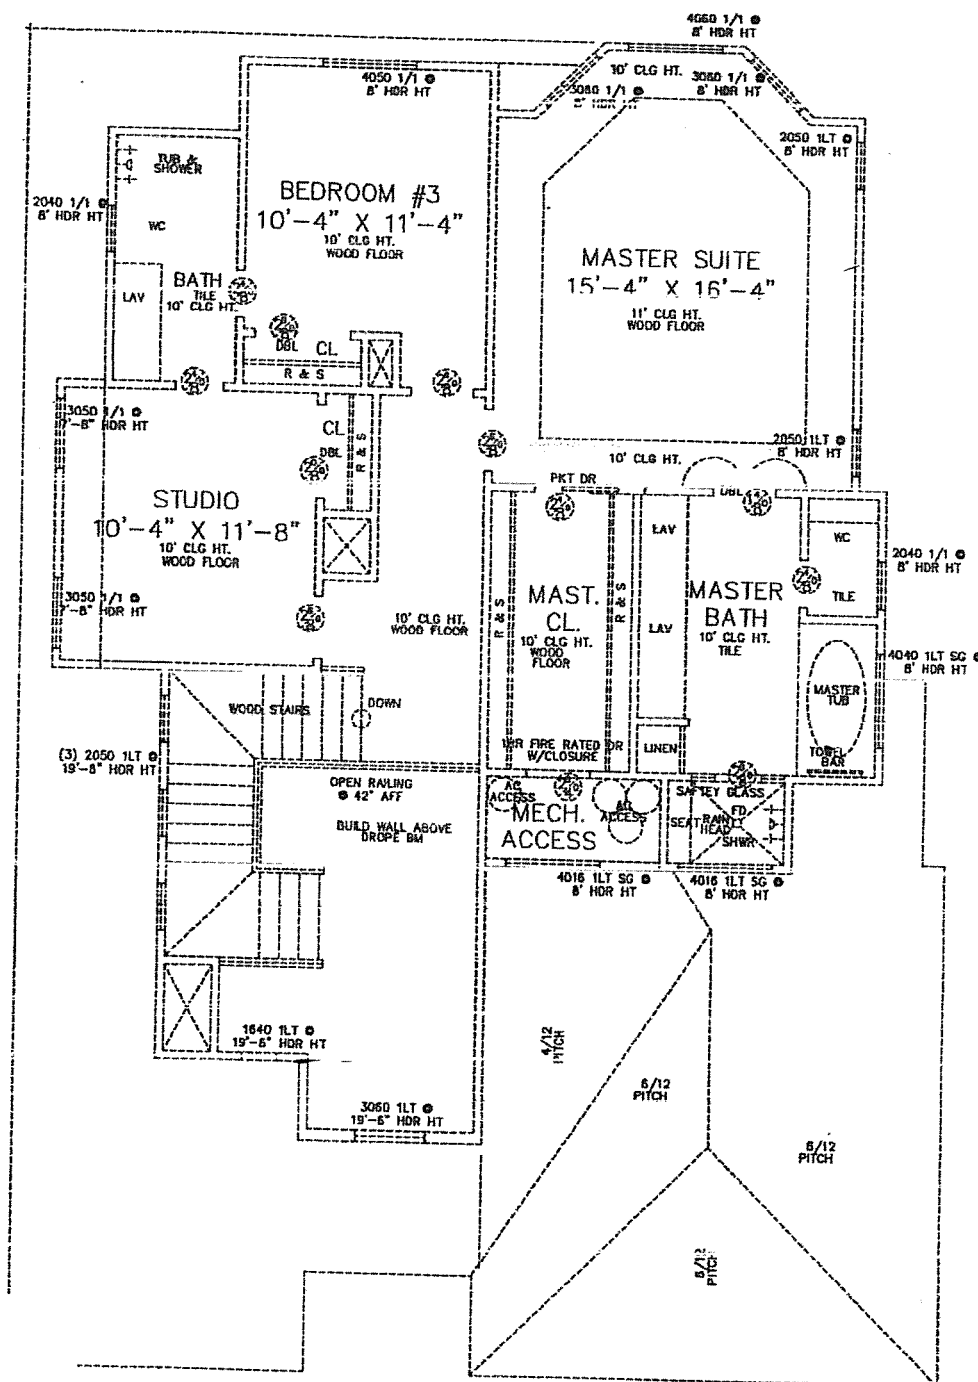 4060 1/1 @
8' HDR HT
10' CLG HT.
4050 1/1 @
8' HDR HT
3060 1/1 @
8' HDR HT
3060 1/1 @
8' HDR HT
2050 1LT @
8' HDR HT
TUB &
SHOWER
2040 1/1 @
8' HDR HT
WC
BEDROOM #3
10'-4" X 11'-4"
10' CLG HT.
WOOD FLOOR
MASTER SUITE
15'-4" X 16'-4"
11' CLG HT.
WOOD FLOOR
BATH
TILE
10' CLG HT.
LAV
DBL
CL
R & S
3050 1/1 @
7'-8" HDR HT
CL
DBL
R & S
2050 1LT @
8' HDR HT
10' CLG HT.
PKT DR
DBL
STUDIO
10'-4" X 11'-8"
10' CLG HT.
WOOD FLOOR
LAV
WC
2040 1/1 @
8' HDR HT
3050 1/1 @
7'-8" HDR HT
10' CLG HT.
WOOD FLOOR
R & S
MAST.
CL.
10' CLG HT.
WOOD
FLOOR
R & S
LAV
MASTER
BATH
10' CLG HT.
TILE
TILE
4040 1LT SG @
8' HDR HT
MASTER
TUB
WOOD STAIRS
DOWN
(3) 2050 1LT @
19'-6" HDR HT
1HR FIRE RATED DR
W/CLOSURE
LINEN
TOWEL
BAR
OPEN RAILING
@ 42" AFF
BUILD WALL ABOVE
DROPE BM
AC
ACCESS
MECH.
ACCESS
ACCESS
SAFTEY GLASS
FD
SEAT
RAIN
HEAD
SHWR
4016 1LT SG @
8' HDR HT
4016 1LT SG @
8' HDR HT
1640 1LT @
19'-6" HDR HT
4/12
PITCH
6/12
PITCH
3060 1LT @
19'-6" HDR HT
6/12
PITCH
6/12
PITCH